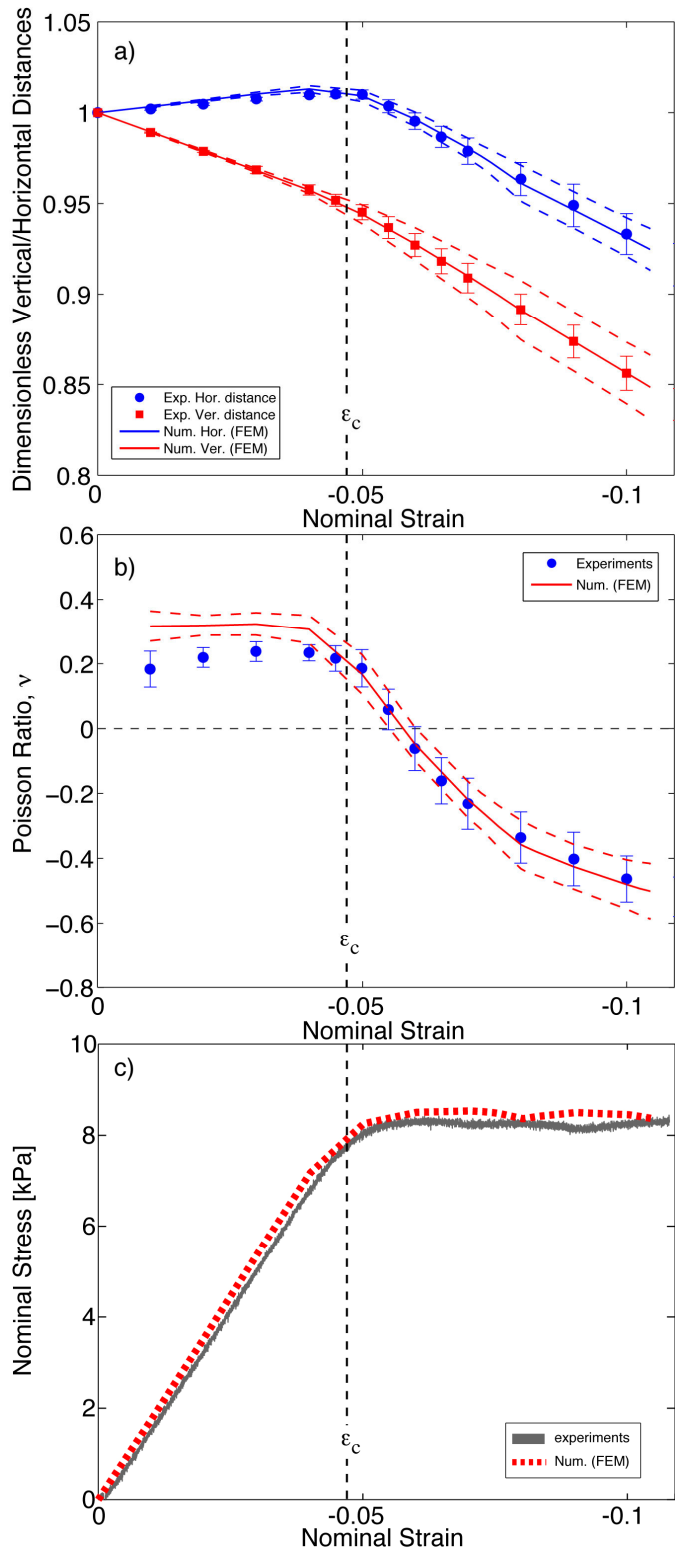 1.05
a)
1
0.95
0.9
0.85
0.8
Dimensionless Vertical/Horizontal Distances
Exp. Hor. distance
Exp. Ver. distance
Num. Hor. (FEM)
Num. Ver. (FEM)
εc
0
-0.05
-0.1
Nominal Strain
0.6
b)
Experiments
Num. (FEM)
0.4
0.2
0
−0.2
−0.4
−0.6
−0.8
Poisson Ratio, ν
εc
0
-0.05
-0.1
Nominal Strain
10
c)
8
6
4
2
0
Nominal Stress [kPa]
εc
experiments
Num. (FEM)
0
-0.05
-0.1
Nominal Strain